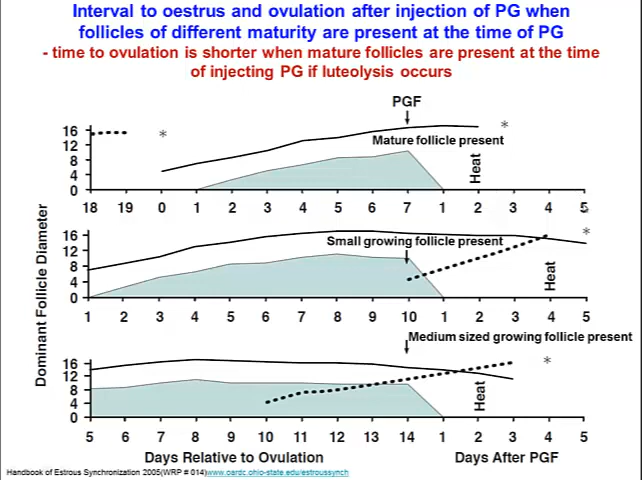 Interval to oestrus and ovulation after injection of PG when
follicles of different maturity are present at the time of PG
- time to ovulation is shorter when mature follicles are present at the time
of injecting PG if luteolysis occurs
PGF
16
12
8
4
0
*
*
Mature follicle present
Heat
18 19 0 1 2 3 4 5 6 7 1 2 3 4 5
Dominant Follicle Diameter
16
12
8
4
0
*
Small growing follicle present
Heat
1 2 3 4 5 6 7 8 9 10 1 2 3 4 5
Medium sized growing follicle present
16
12
8
4
0
*
Heat
5 6 7 8 9 10 11 12 13 14 1 2 3 4 5
Days Relative to Ovulation Days After PGF
Handbook of Estrous Synchronization 2005(WRP # 014)www.oardc.ohio-state.edu/estroussynch